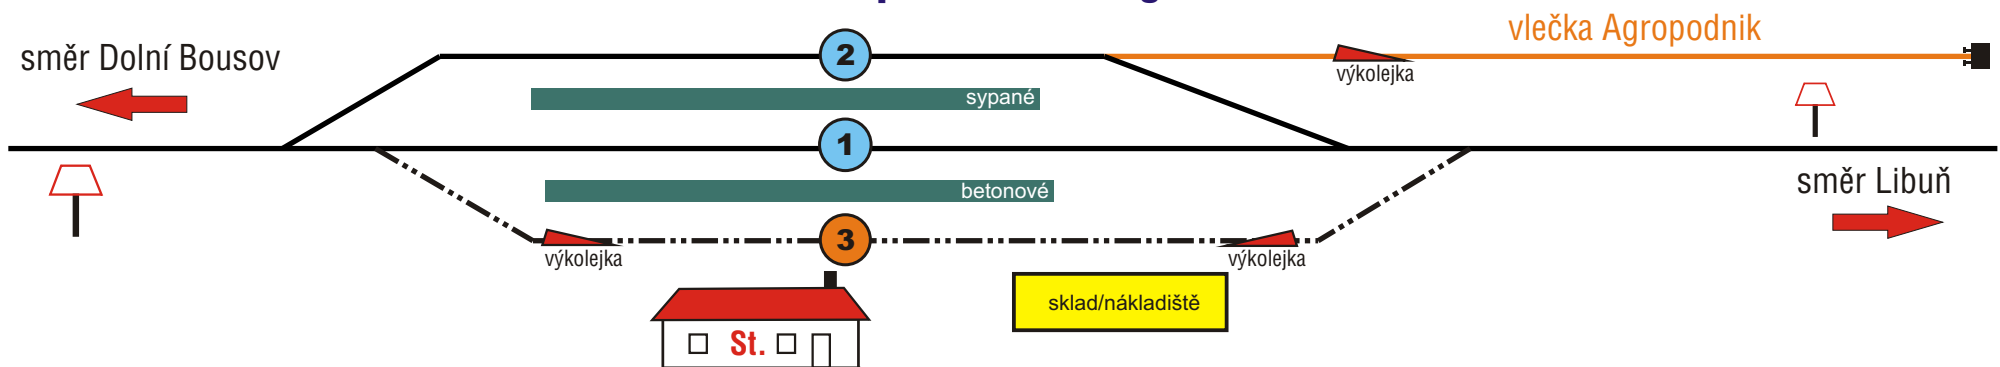 vlečka Agropodnik
směr Dolní Bousov
2
výkolejka
sypané
1
betonové
směr Libuň
3
výkolejka
výkolejka
sklad/nákladiště
St.